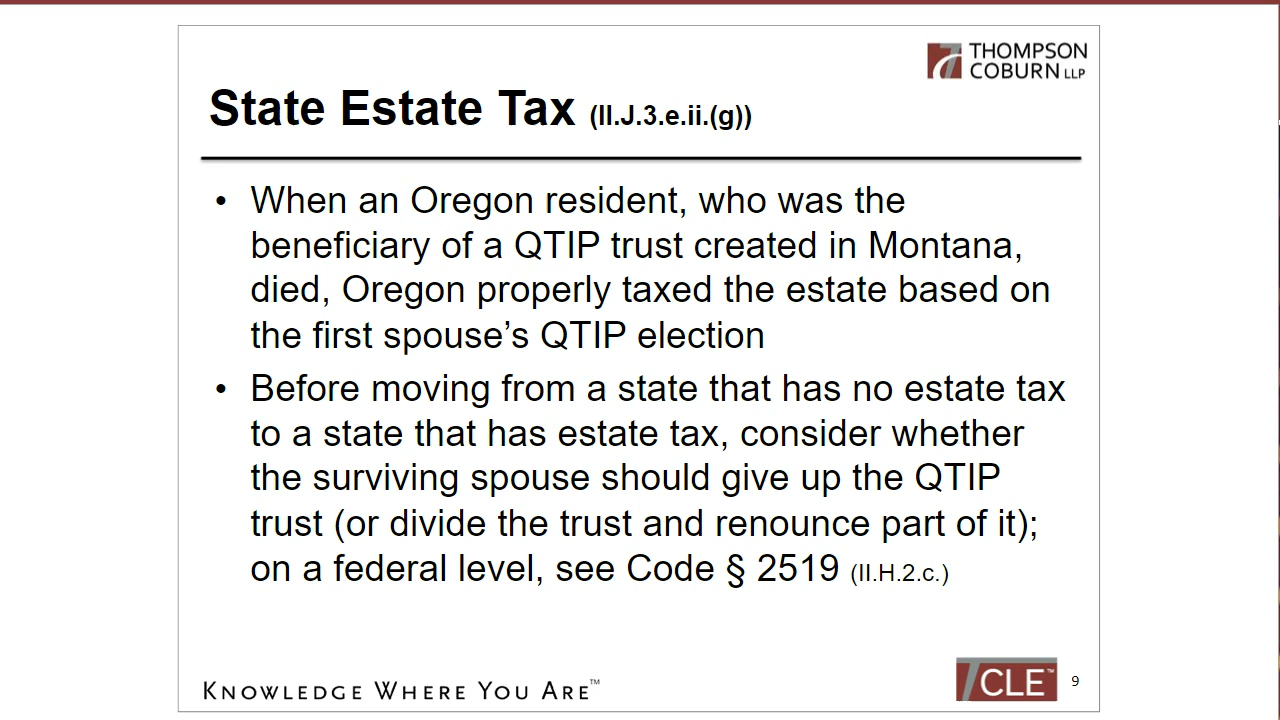 THOMPSON
COBURN LLP
State Estate Tax (II.J.3.e.ii.(g))
• When an Oregon resident, who was the
beneficiary of a QTIP trust created in Montana,
died, Oregon properly taxed the estate based on
the first spouse’s QTIP election
• Before moving from a state that has no estate tax
to a state that has estate tax, consider whether
the surviving spouse should give up the QTIP
trust (or divide the trust and renounce part of it);
on a federal level, see Code § 2519 (II.H.2.c.)
KNOWLEDGE WHERE YOU ARE™
CLE™
9